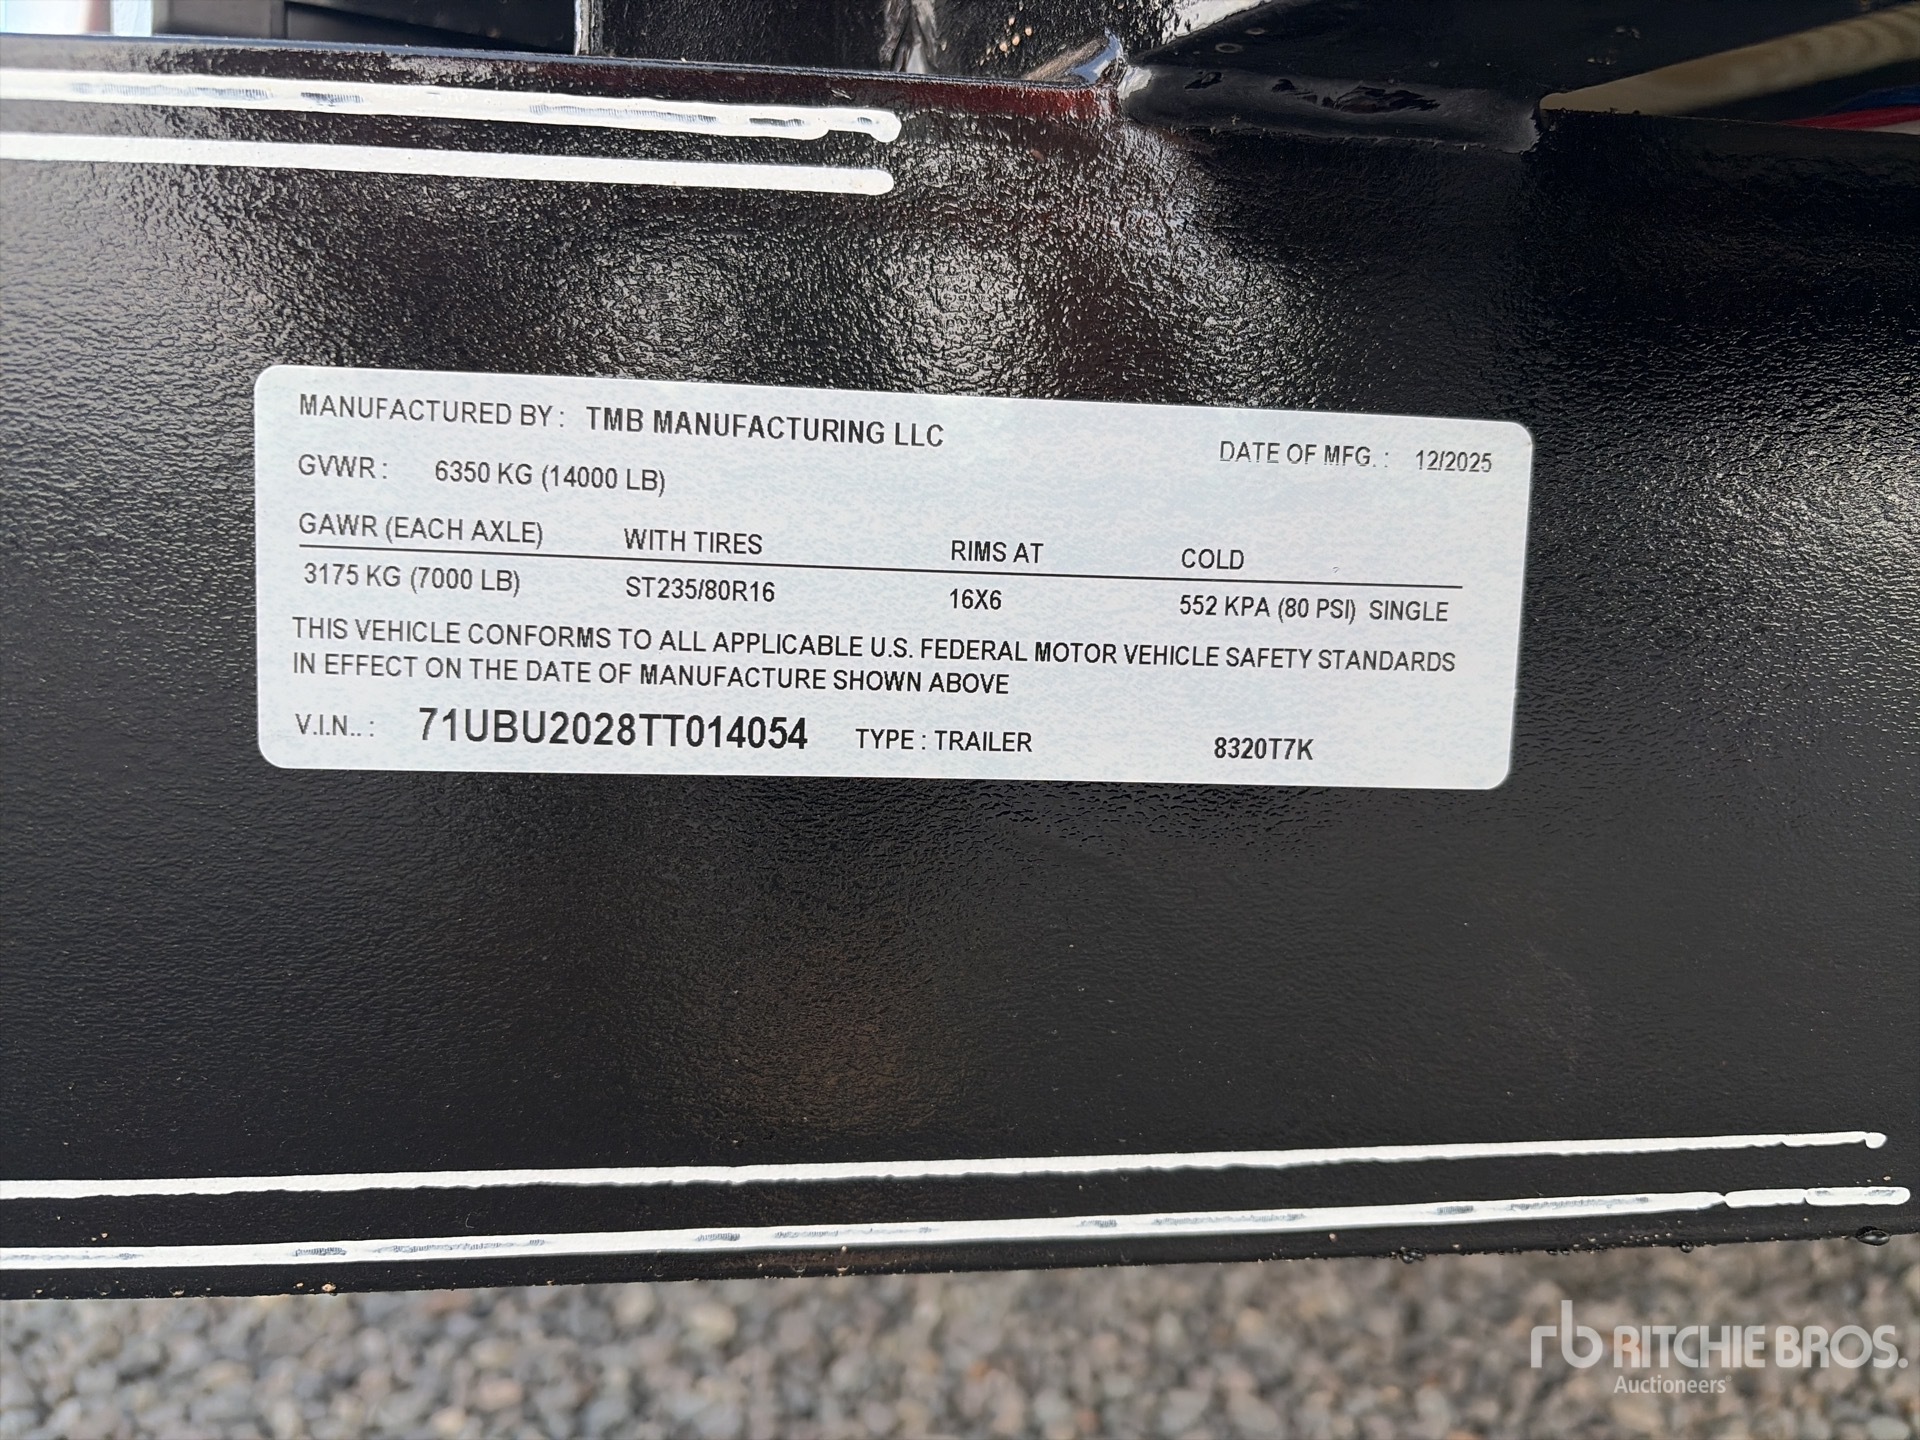 MANUFACTURED BY : TMB MANUFACTURING LLC
DATE OF MFG. : 12/2025
GVWR : 6350 KG (14000 LB)
GAWR (EACH AXLE) WITH TIRES RIMS AT COLD
3175 KG (7000 LB) ST235/80R16 16X6 552 KPA (80 PSI) SINGLE
THIS VEHICLE CONFORMS TO ALL APPLICABLE U.S. FEDERAL MOTOR VEHICLE SAFETY STANDARDS
IN EFFECT ON THE DATE OF MANUFACTURE SHOWN ABOVE
V.I.N.. : 71UBU2028TT014054 TYPE : TRAILER 8320T7K
rb RITCHIE BROS.
Auctioneers